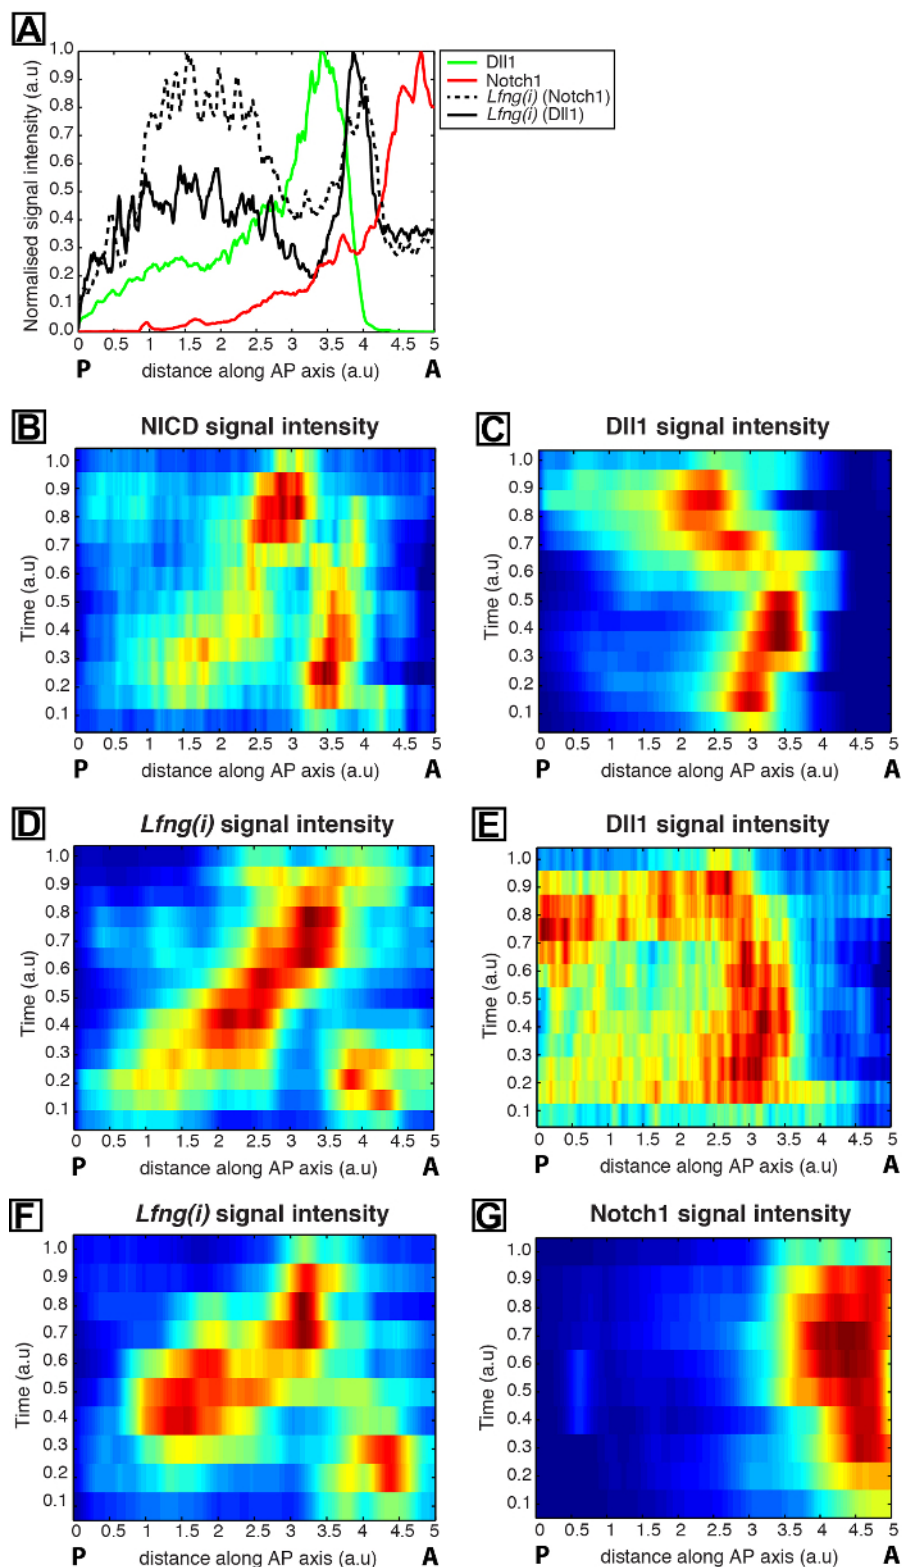 A
Normalised signal intensity (a.u)
1.0
0.9
0.8
0.7
0.6
0.5
0.4
0.3
0.2
0.1
0.0
0 0.5 1 1.5 2 2.5 3 3.5 4 4.5 5
P distance along AP axis (a.u) A
Dll1
Notch1
Lfng(i) (Notch1)
Lfng(i) (Dll1)
B NICD signal intensity
Time (a.u)
1.0
0.9
0.8
0.7
0.6
0.5
0.4
0.3
0.2
0.1
0 0.5 1 1.5 2 2.5 3 3.5 4 4.5 5
P distance along AP axis (a.u) A
C Dll1 signal intensity
Time (a.u)
1.0
0.9
0.8
0.7
0.6
0.5
0.4
0.3
0.2
0.1
0 0.5 1 1.5 2 2.5 3 3.5 4 4.5 5
P distance along AP axis (a.u) A
D Lfng(i) signal intensity
Time (a.u)
1.0
0.9
0.8
0.7
0.6
0.5
0.4
0.3
0.2
0.1
0 0.5 1 1.5 2 2.5 3 3.5 4 4.5 5
P distance along AP axis (a.u) A
E Dll1 signal intensity
Time (a.u)
1.0
0.9
0.8
0.7
0.6
0.5
0.4
0.3
0.2
0.1
0 0.5 1 1.5 2 2.5 3 3.5 4 4.5 5
P distance along AP axis (a.u) A
F Lfng(i) signal intensity
Time (a.u)
1.0
0.9
0.8
0.7
0.6
0.5
0.4
0.3
0.2
0.1
0 0.5 1 1.5 2 2.5 3 3.5 4 4.5 5
P distance along AP axis (a.u) A
G Notch1 signal intensity
Time (a.u)
1.0
0.9
0.8
0.7
0.6
0.5
0.4
0.3
0.2
0.1
0 0.5 1 1.5 2 2.5 3 3.5 4 4.5 5
P distance along AP axis (a.u) A